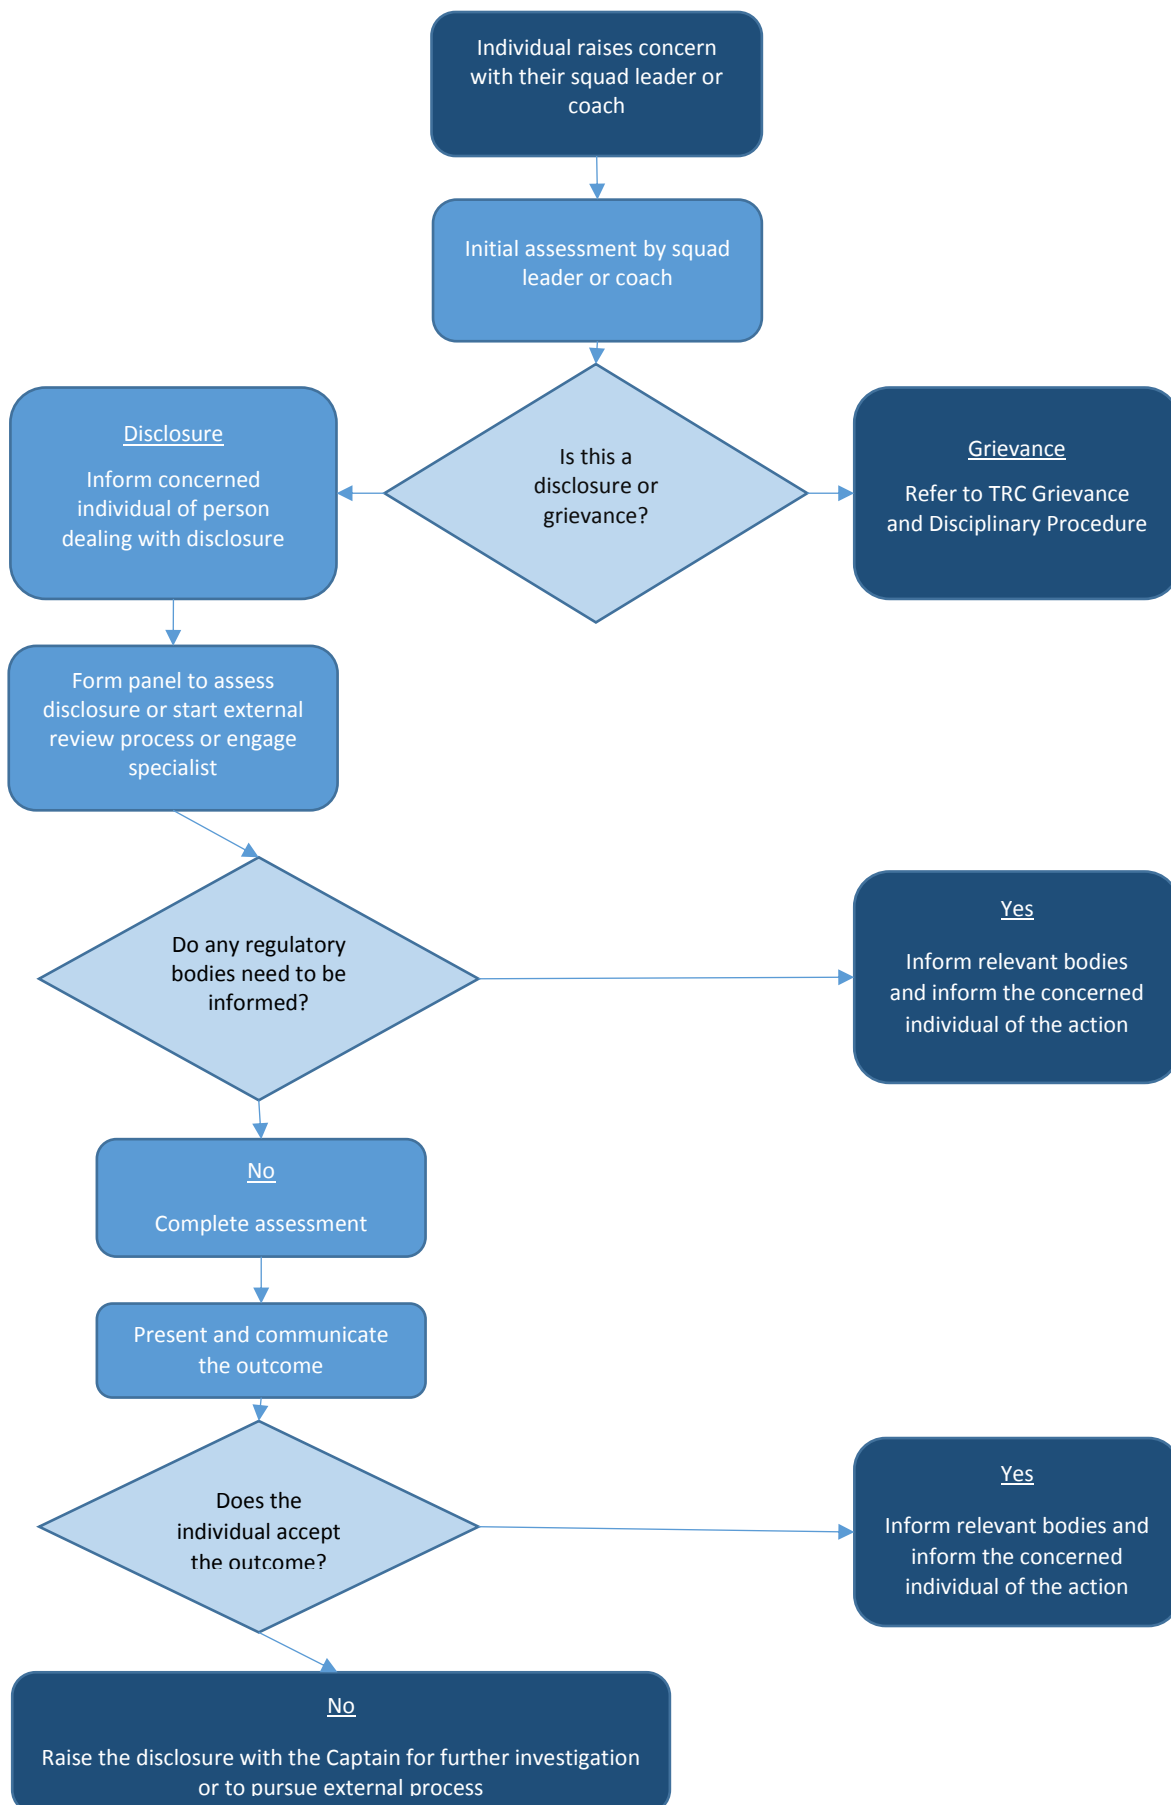 Individual raises concern
with their squad leader or
coach
Initial assessment by squad
leader or coach
Is this a
disclosure or
grievance?
Disclosure
Inform concerned
individual of person
dealing with disclosure
Grievance
Refer to TRC Grievance
and Disciplinary Procedure
Form panel to assess
disclosure or start external
review process or engage
specialist
Do any regulatory
bodies need to be
informed?
Yes
Inform relevant bodies
and inform the concerned
individual of the action
No
Complete assessment
Present and communicate
the outcome
Does the
individual accept
the outcome?
Yes
Inform relevant bodies and
inform the concerned
individual of the action
No
Raise the disclosure with the Captain for further investigation
or to pursue external process